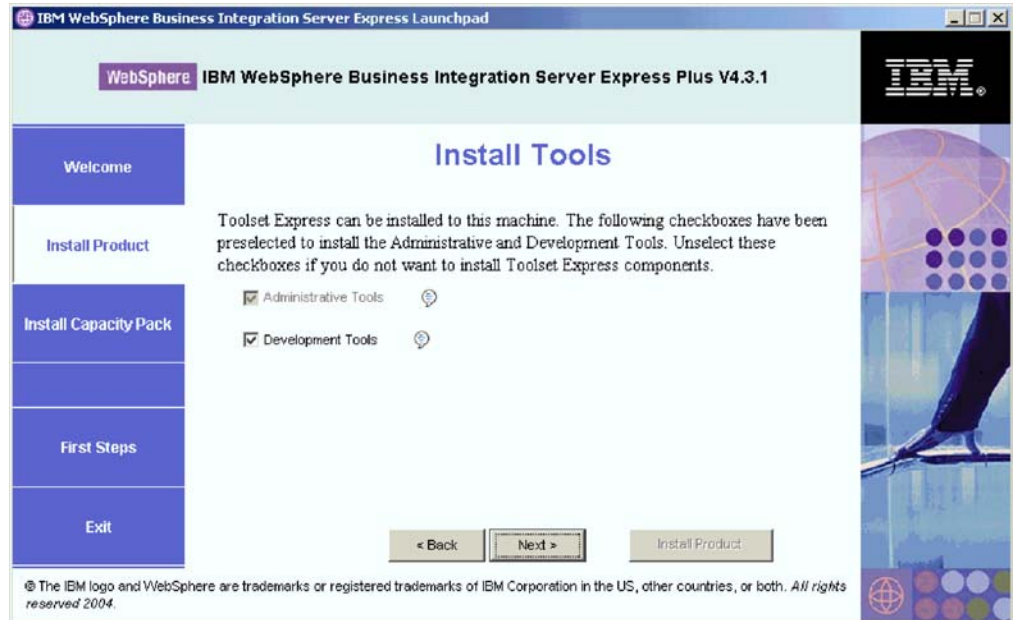 IBM WebSphere Business Integration Server Express Launchpad
WebSphere IBM WebSphere Business Integration Server Express Plus V4.3.1
IBM®
Welcome
Install Product
Install Capacity Pack
First Steps
Exit
Install Tools
Toolset Express can be installed to this machine. The following checkboxes have been
preselected to install the Administrative and Development Tools. Unselect these
checkboxes if you do not want to install Toolset Express components.
Administrative Tools
Development Tools
< Back Next > Install Product
® The IBM logo and WebSphere are trademarks or registered trademarks of IBM Corporation in the US, other countries, or both. All rights
reserved 2004.